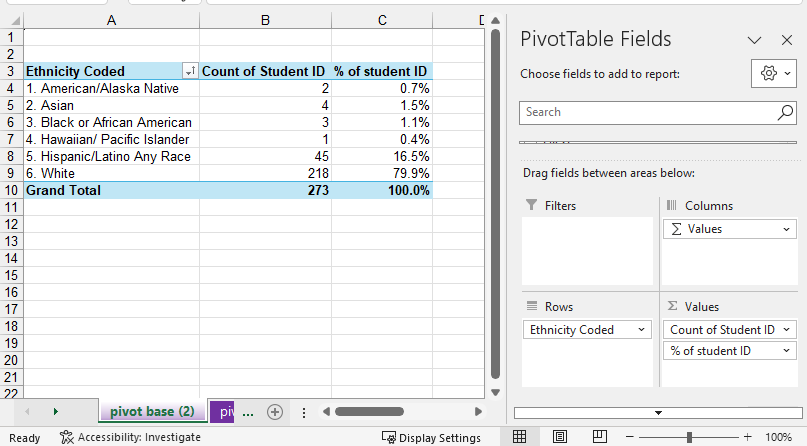 A B C
1
2
3 Ethnicity Coded Count of Student ID % of student ID
4 1. American/Alaska Native 2 0.7%
5 2. Asian 4 1.5%
6 3. Black or African American 3 1.1%
7 4. Hawaiian/ Pacific Islander 1 0.4%
8 5. Hispanic/Latino Any Race 45 16.5%
9 6. White 218 79.9%
10 Grand Total 273 100.0%
11
12
13
14
15
16
17
18
19
20
21
22
pivot base (2) piv ...
Ready Accessibility: Investigate Display Settings 100%
PivotTable Fields
Choose fields to add to report:
Search
Drag fields between areas below:
Filters
Columns
Σ Values
Rows
Ethnicity Coded
Σ Values
Count of Student ID
% of student ID